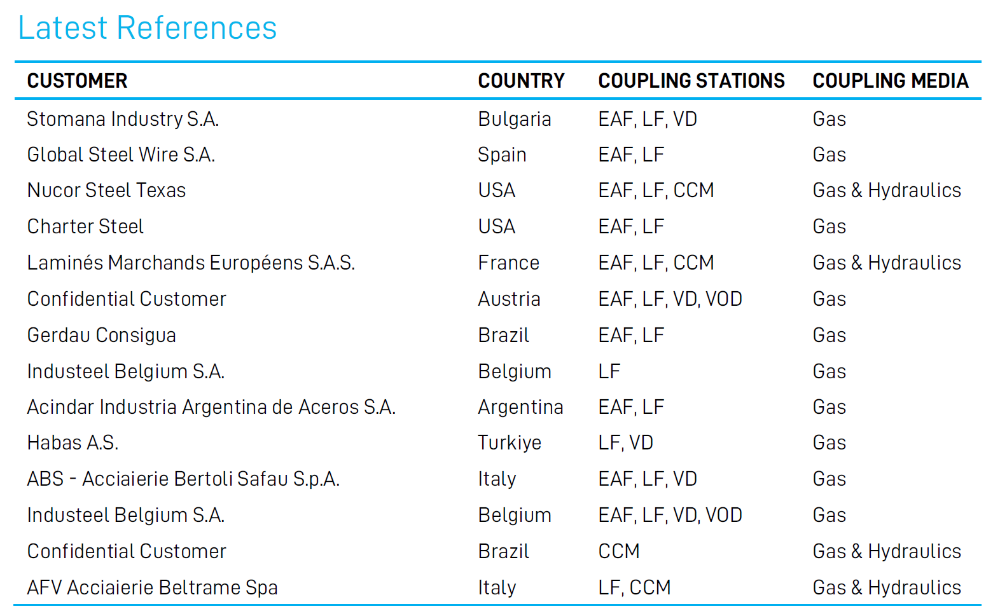 Latest References
CUSTOMER COUNTRY COUPLING STATIONS COUPLING MEDIA
Stomana Industry S.A. Bulgaria EAF, LF, VD Gas
Global Steel Wire S.A. Spain EAF, LF Gas
Nucor Steel Texas USA EAF, LF, CCM Gas & Hydraulics
Charter Steel USA EAF, LF Gas
Laminés Marchands Européens S.A.S. France EAF, LF, CCM Gas & Hydraulics
Confidential Customer Austria EAF, LF, VD, VOD Gas
Gerdau Consigua Brazil EAF, LF Gas
Industeel Belgium S.A. Belgium LF Gas
Acindar Industria Argentina de Aceros S.A. Argentina EAF, LF Gas
Habas A.S. Turkiye LF, VD Gas
ABS - Acciaierie Bertoli Safau S.p.A. Italy EAF, LF, VD Gas
Industeel Belgium S.A. Belgium EAF, LF, VD, VOD Gas
Confidential Customer Brazil CCM Gas & Hydraulics
AFV Acciaierie Beltrame Spa Italy LF, CCM Gas & Hydraulics